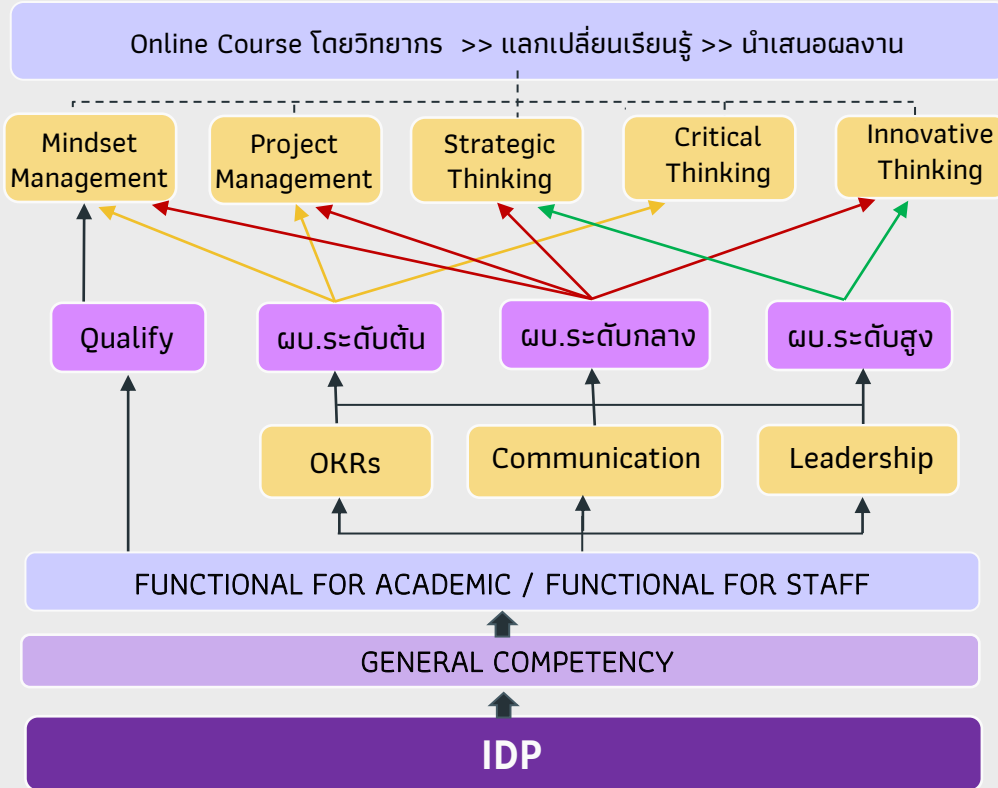 Online Course โดยวิทยากร >> แลกเปลี่ยนเรียนรู้ >> นำเสนอผลงาน
Mindset
Management
Project
Management
Strategic
Thinking
Critical
Thinking
Innovative
Thinking
Qualify
ผบ.ระดับต้น
ผบ.ระดับกลาง
ผบ.ระดับสูง
OKRs
Communication
Leadership
FUNCTIONAL FOR ACADEMIC / FUNCTIONAL FOR STAFF
GENERAL COMPETENCY
IDP